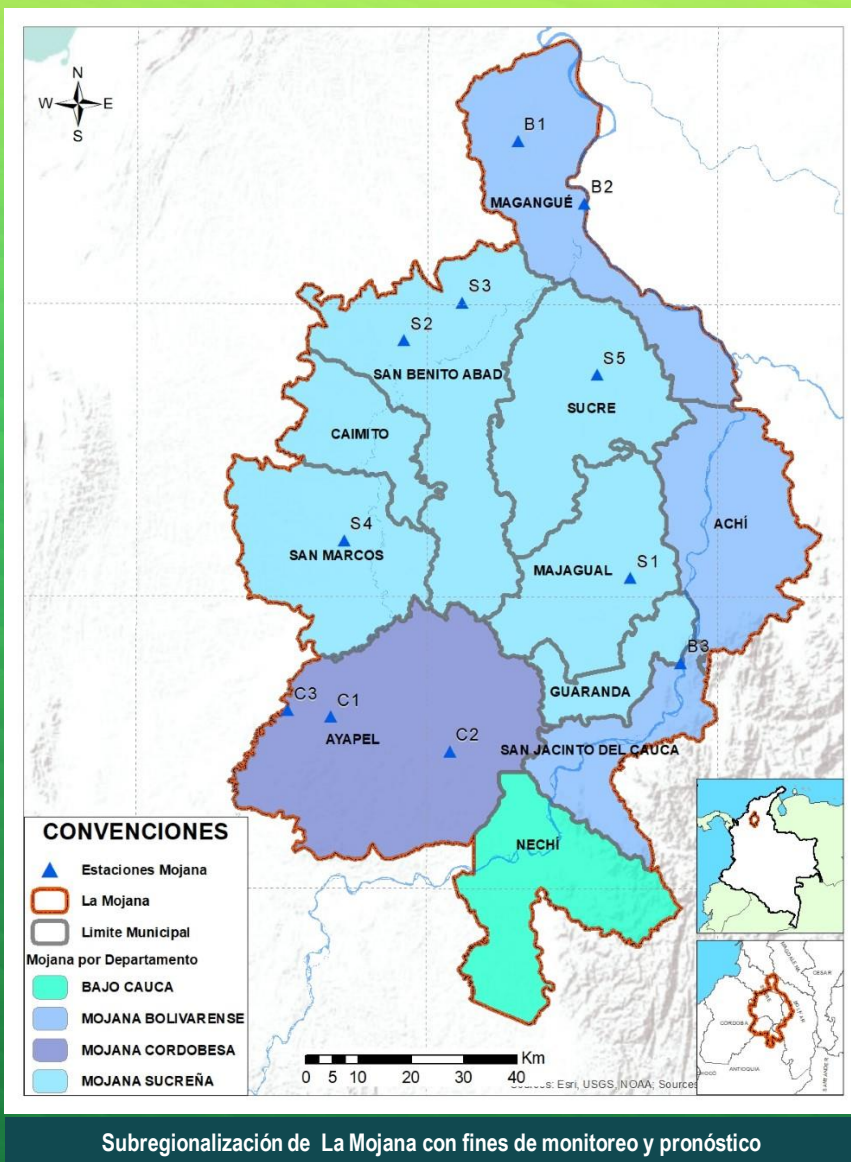 N
W E
S
B1
B2
MAGANGUÉ
S3
S2
SAN BENITO ABAD
S5
SUCRE
CAIMITO
S4
SAN MARCOS
ACHÍ
MAJAGUAL
S1
B3
GUARANDA
C3
C1
AYAPEL
C2
SAN JACINTO DEL CAUCA
NECHÍ
CONVENCIONES
Estaciones Mojana
La Mojana
Limite Municipal
Mojana por Departamento
BAJO CAUCA
MOJANA BOLIVARENSE
MOJANA CORDOBESA
MOJANA SUCREÑA
Km
0 5 10 20 30 40
Esri, USGS, NOAA; Sources
CESAR
CORDOBA
ANTIOQUIA
Subregionalización de La Mojana con fines de monitoreo y pronóstico